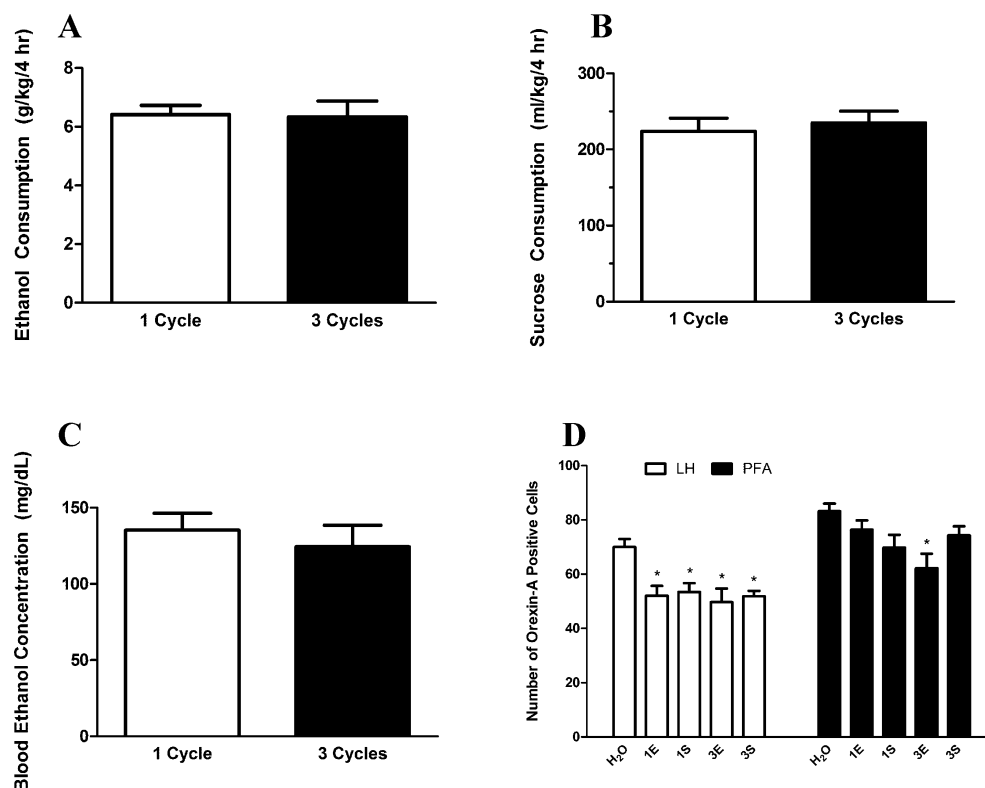 A
Ethanol Consumption (g/kg/4 hr)
8
6
4
2
0
1 Cycle 3 Cycles
B
Sucrose Consumption (ml/kg/4 hr)
300
200
100
0
1 Cycle 3 Cycles
C
Blood Ethanol Concentration (mg/dL)
150
100
50
0
1 Cycle 3 Cycles
D
LH PFA
Number of Orexin-A Positive Cells
100
80
60
40
20
0
* * * * *
H₂O 1E 1S 3E 3S H₂O 1E 1S 3E 3S